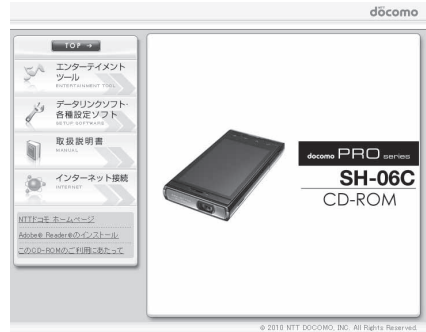 NTT
döcomo
TOP →
エンターテイメント
ツール
ENTERTAINMENT TOOL
データリンクソフト・
各種設定ソフト
SETUP SOFTWARE
取扱説明書
MANUAL
インターネット接続
INTERNET
NTTドコモ ホームページ
Adobe® Reader®のインストール
このCD-ROMのご利用にあたって
docomo PRO series
SH-06C
CD-ROM
© 2010 NTT DOCOMO, INC. All Rights Reserved.